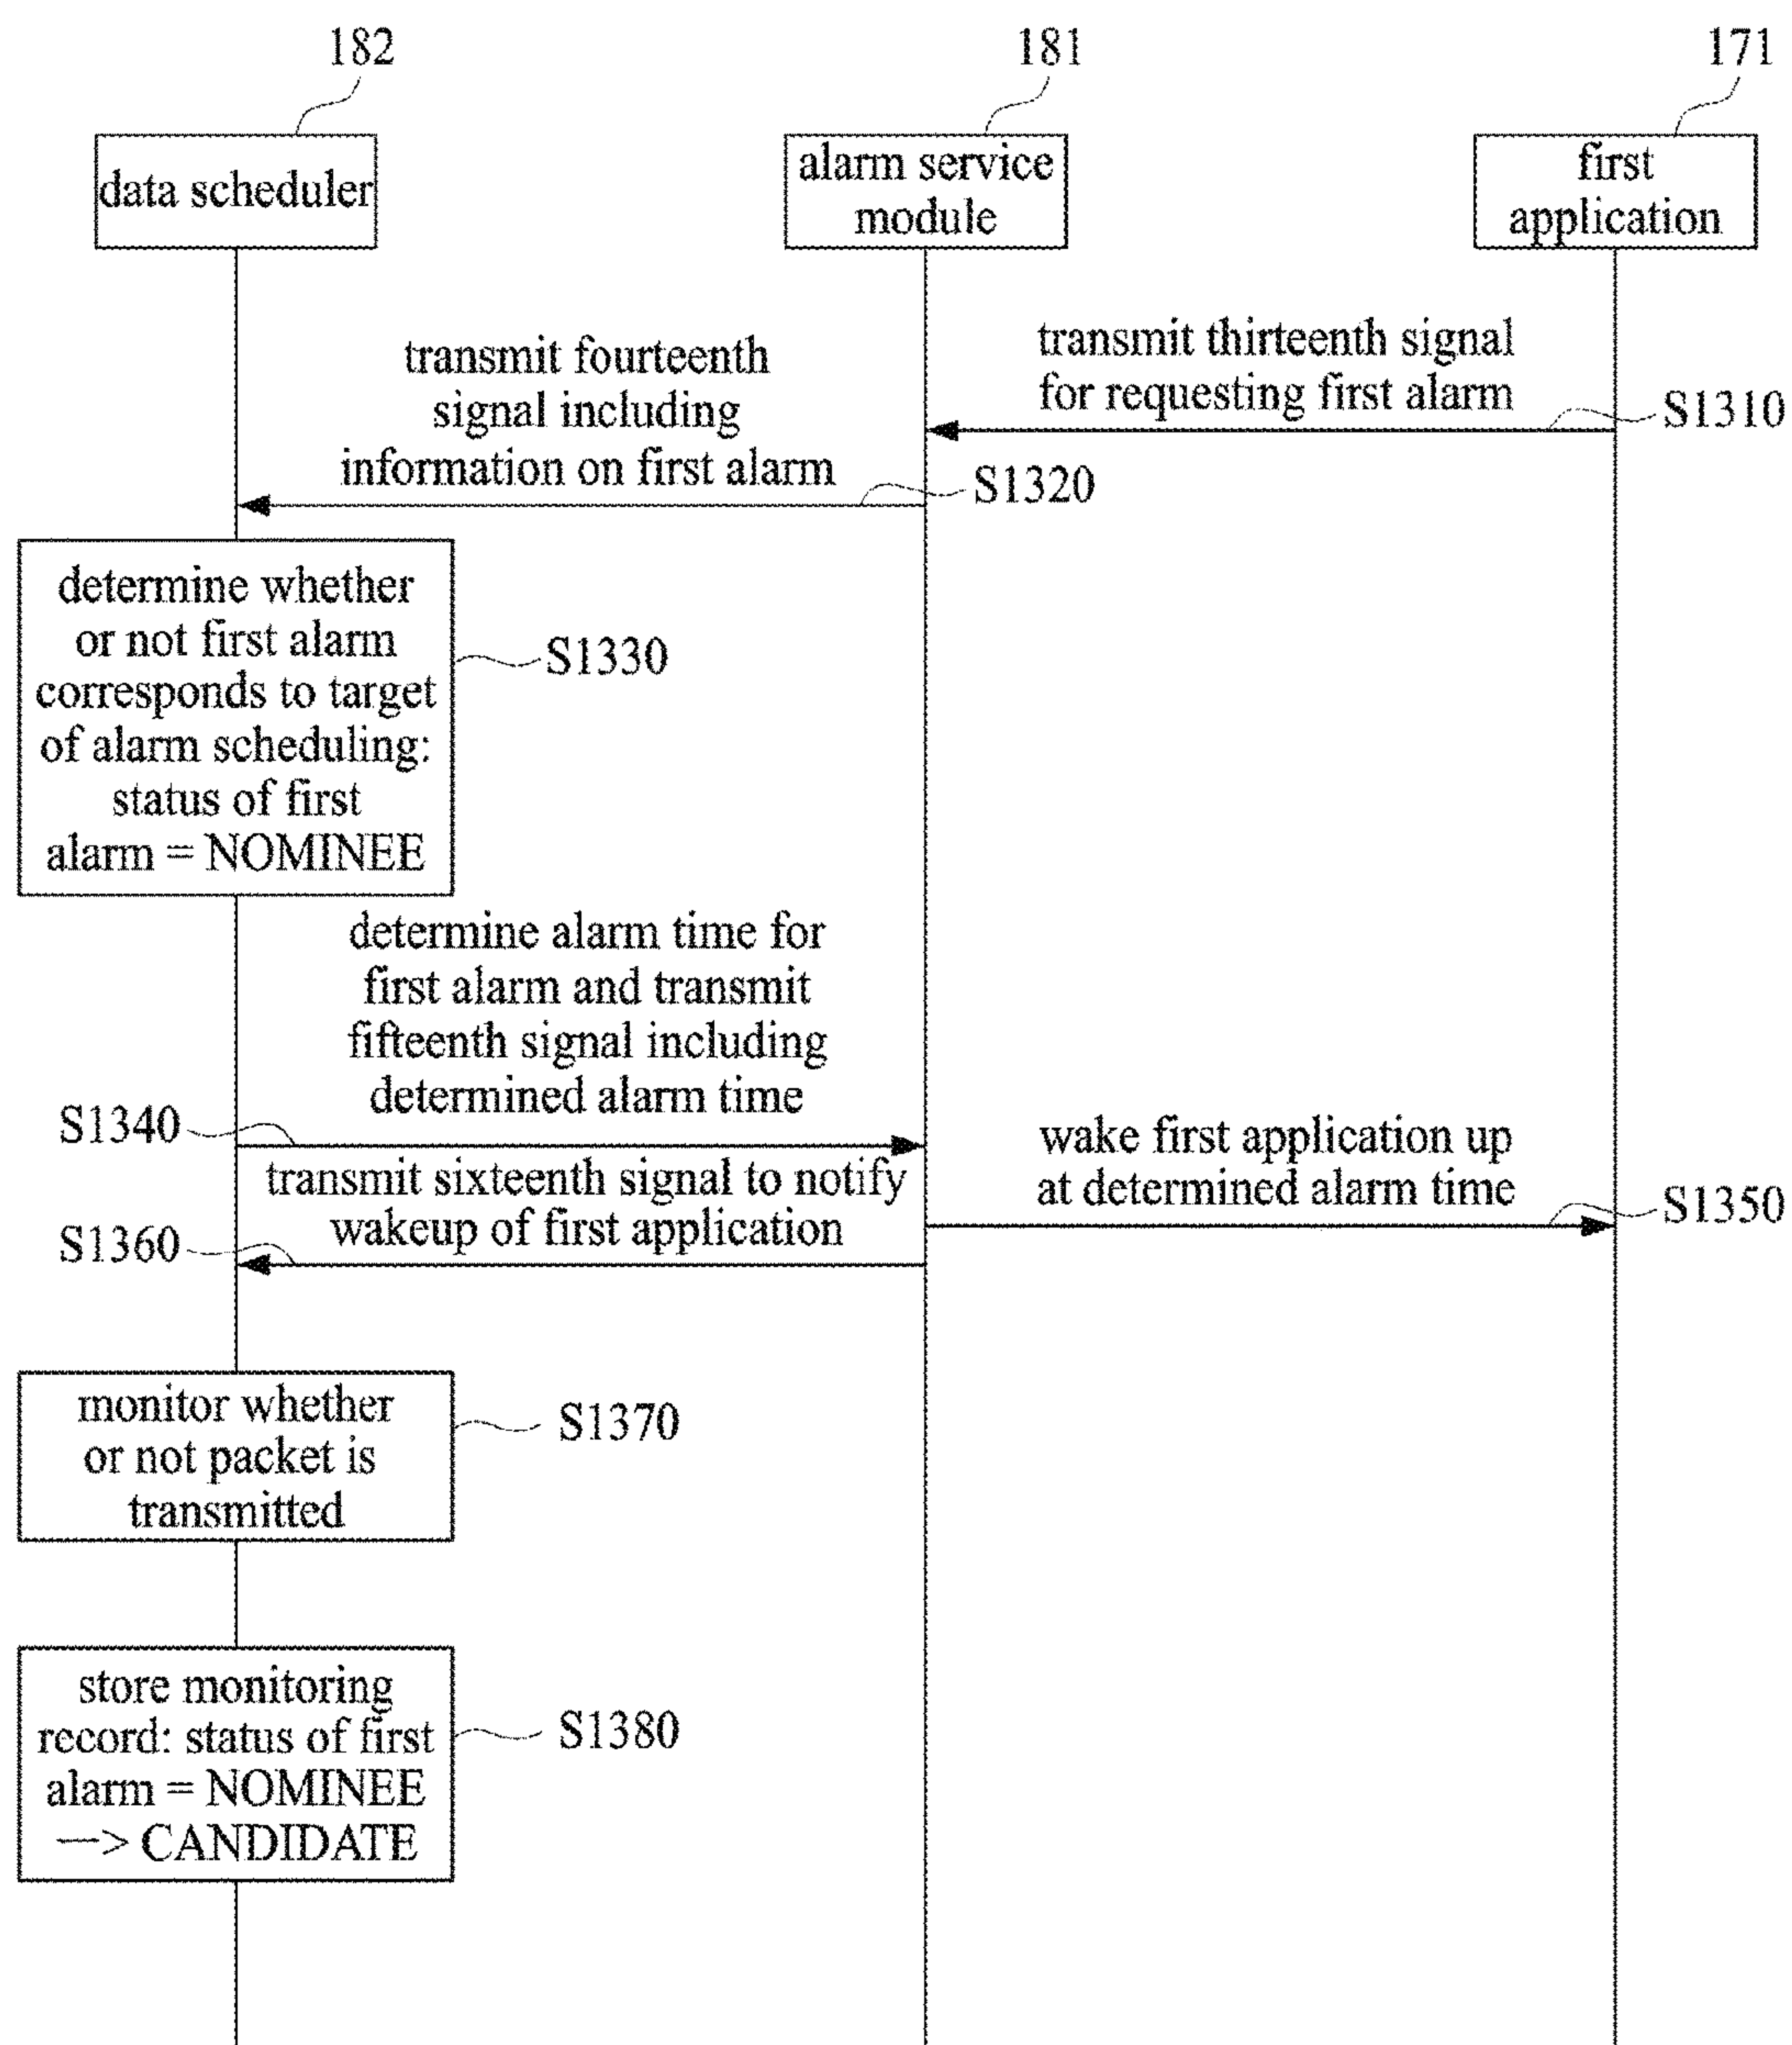 182
181
171
data scheduler
alarm service
module
first
application
transmit thirteenth signal
for requesting first alarm
S1310
transmit fourteenth
signal including
information on first alarm
S1320
determine whether
or not first alarm
corresponds to target
of alarm scheduling:
status of first
alarm = NOMINEE
S1330
determine alarm time for
first alarm and transmit
fifteenth signal including
determined alarm time
S1340
wake first application up
at determined alarm time
S1350
transmit sixteenth signal to notify
wakeup of first application
S1360
monitor whether
or not packet is
transmitted
S1370
store monitoring
record: status of first
alarm = NOMINEE
—> CANDIDATE
S1380